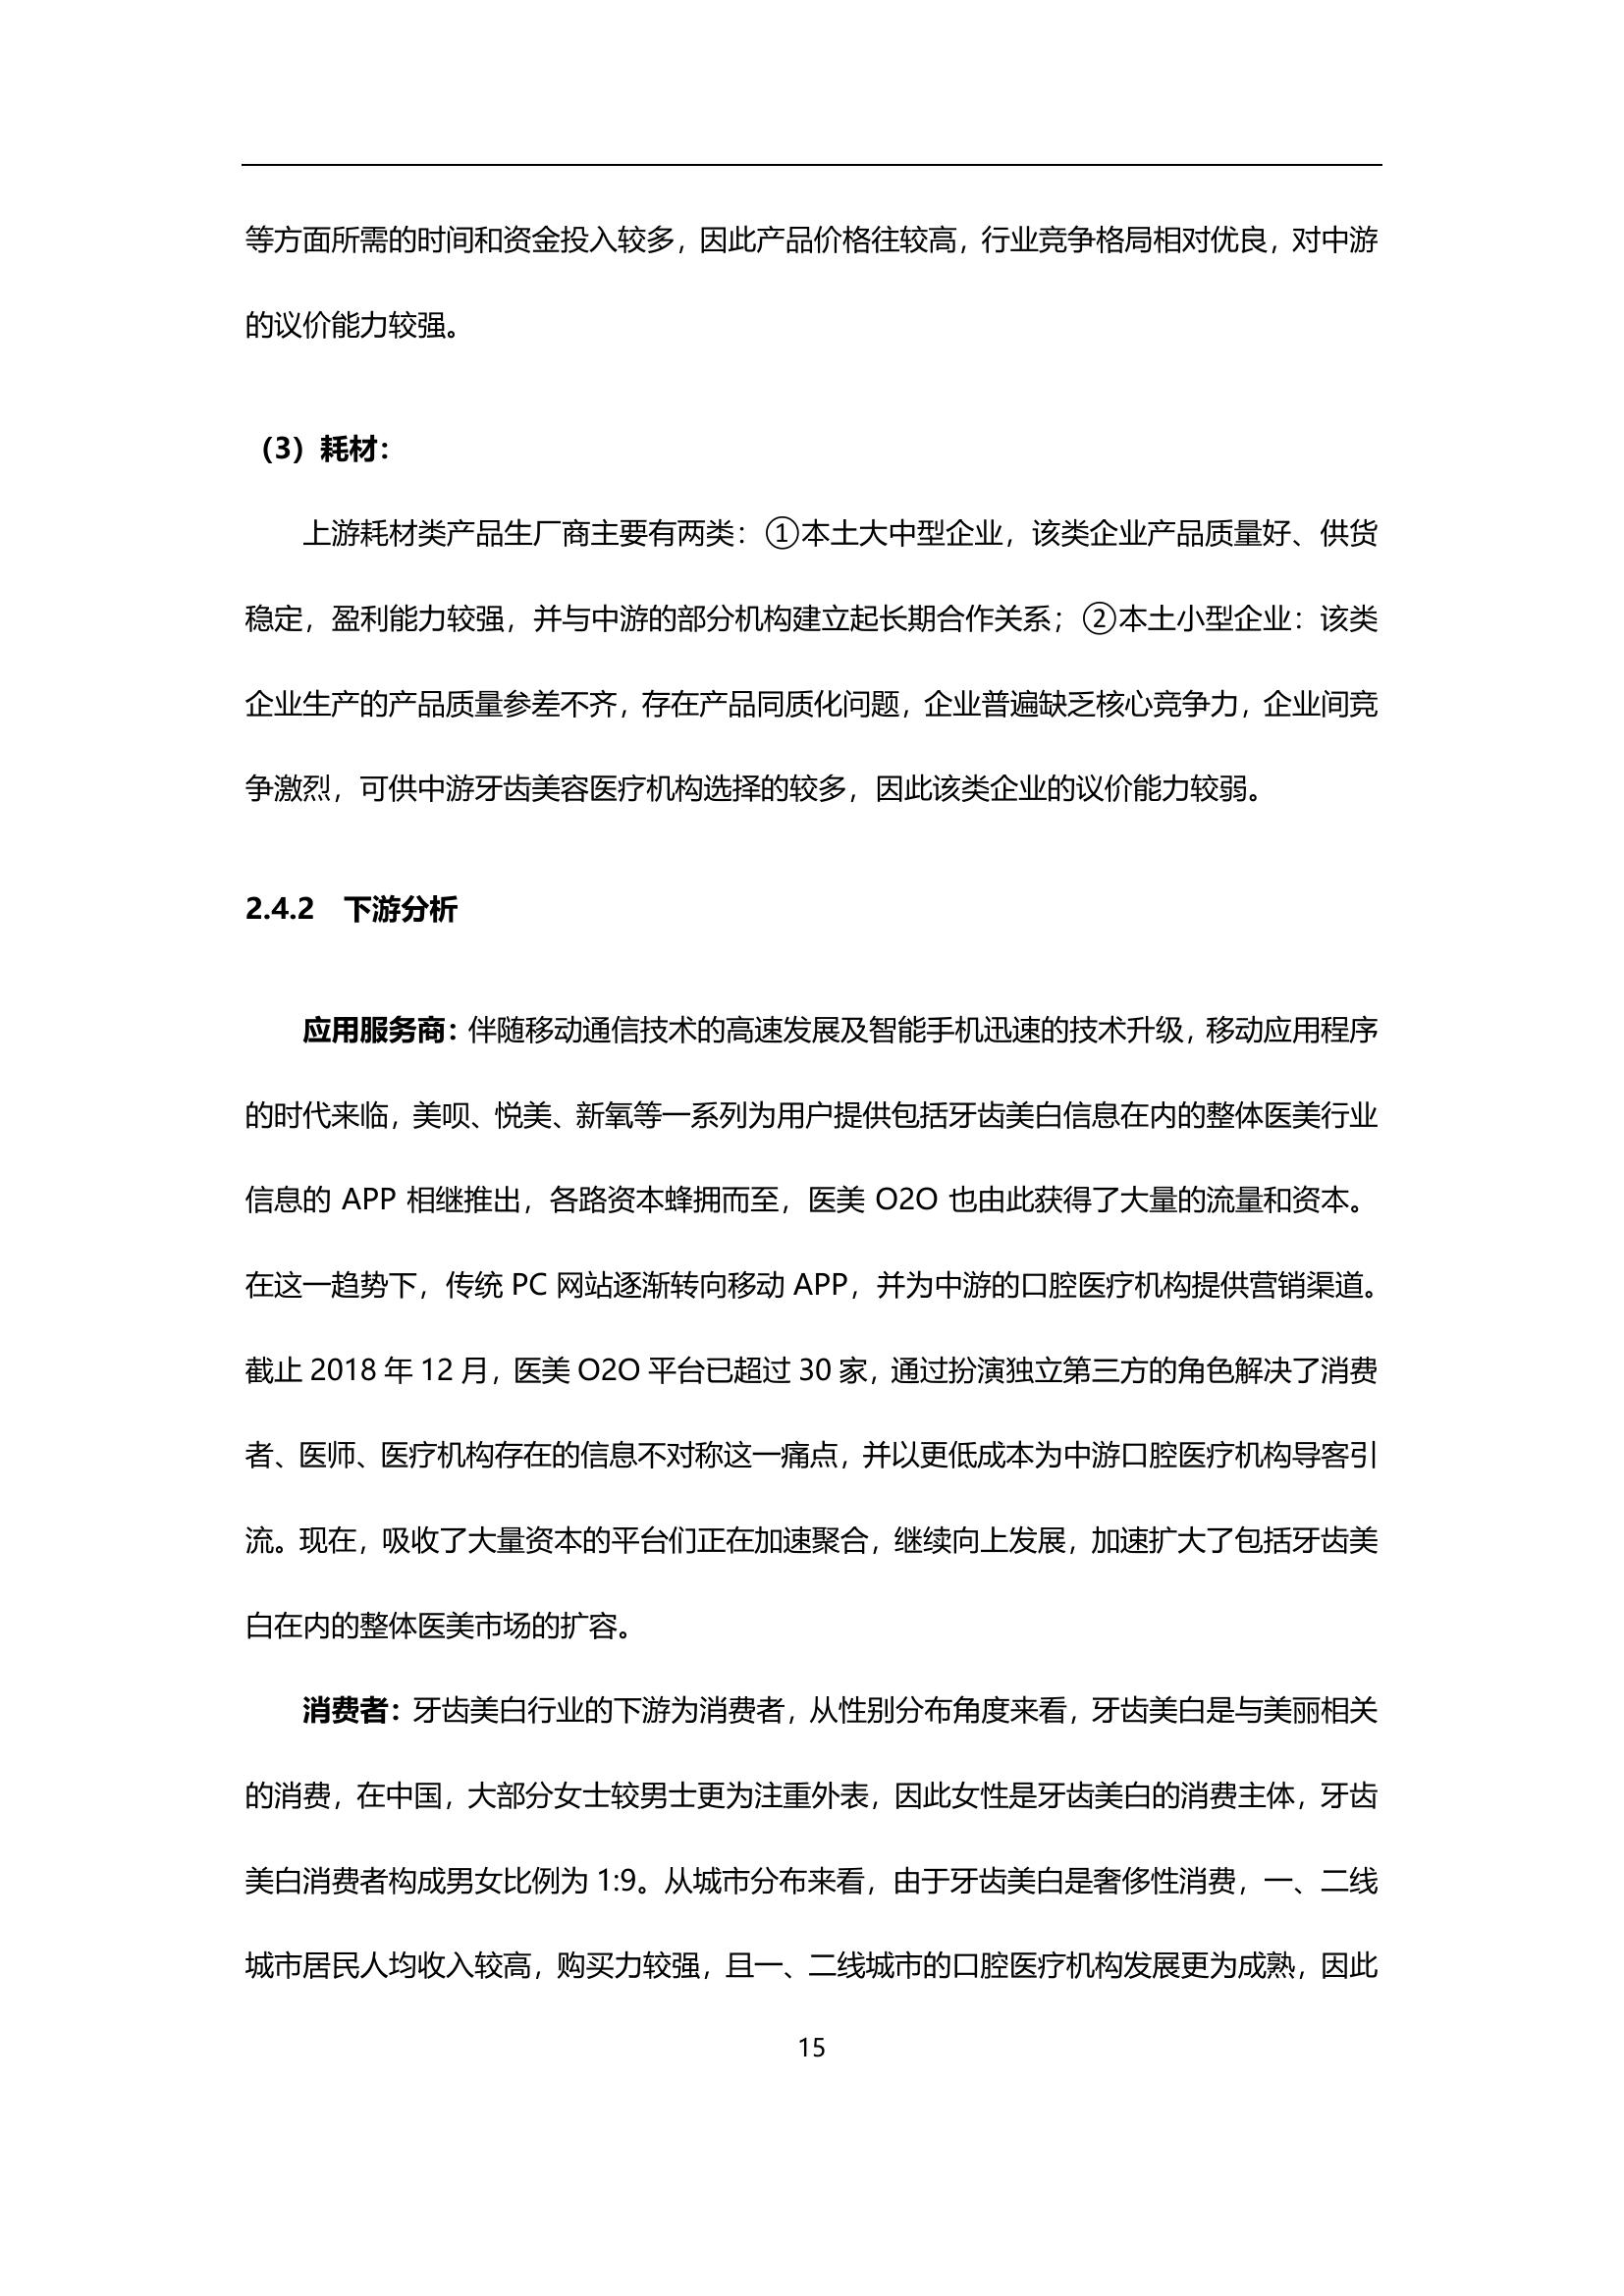 等方面所需的时间和资金投入较多，因此产品价格往较高，行业竞争格局相对优良，对中游
的议价能力较强。
（3）耗材：
上游耗材类产品生厂商主要有两类：①本土大中型企业，该类企业产品质量好、供货
稳定，盈利能力较强，并与中游的部分机构建立起长期合作关系；②本土小型企业：该类
企业生产的产品质量参差不齐，存在产品同质化问题，企业普遍缺乏核心竞争力，企业间竞
争激烈，可供中游牙齿美容医疗机构选择的较多，因此该类企业的议价能力较弱。
2.4.2 下游分析
应用服务商：伴随移动通信技术的高速发展及智能手机迅速的技术升级，移动应用程序
的时代来临，美呗、悦美、新氧等一系列为用户提供包括牙齿美白信息在内的整体医美行业
信息的 APP 相继推出，各路资本蜂拥而至，医美 O2O 也由此获得了大量的流量和资本。
在这一趋势下，传统 PC 网站逐渐转向移动 APP，并为中游的口腔医疗机构提供营销渠道。
截止 2018 年 12 月，医美 O2O 平台已超过 30 家，通过扮演独立第三方的角色解决了消费
者、医师、医疗机构存在的信息不对称这一痛点，并以更低成本为中游口腔医疗机构导客引
流。现在，吸收了大量资本的平台们正在加速聚合，继续向上发展，加速扩大了包括牙齿美
白在内的整体医美市场的扩容。
消费者：牙齿美白行业的下游为消费者，从性别分布角度来看，牙齿美白是与美丽相关
的消费，在中国，大部分女士较男士更为注重外表，因此女性是牙齿美白的消费主体，牙齿
美白消费者构成男女比例为 1:9。从城市分布来看，由于牙齿美白是奢侈性消费，一、二线
城市居民人均收入较高，购买力较强，且一、二线城市的口腔医疗机构发展更为成熟，因此
15